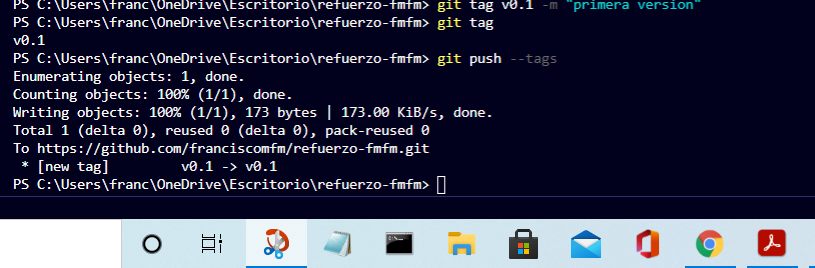 PS C:\Users\franc\OneDrive\Escritorio\refuerzo-fmfm> git tag v0.1 -m "primera version"
PS C:\Users\franc\OneDrive\Escritorio\refuerzo-fmfm> git tag
v0.1
PS C:\Users\franc\OneDrive\Escritorio\refuerzo-fmfm> git push --tags
Enumerating objects: 1, done.
Counting objects: 100% (1/1), done.
Writing objects: 100% (1/1), 173 bytes | 173.00 KiB/s, done.
Total 1 (delta 0), reused 0 (delta 0), pack-reused 0
To https://github.com/franciscomfm/refuerzo-fmfm.git
 * [new tag]         v0.1 -> v0.1
PS C:\Users\franc\OneDrive\Escritorio\refuerzo-fmfm>